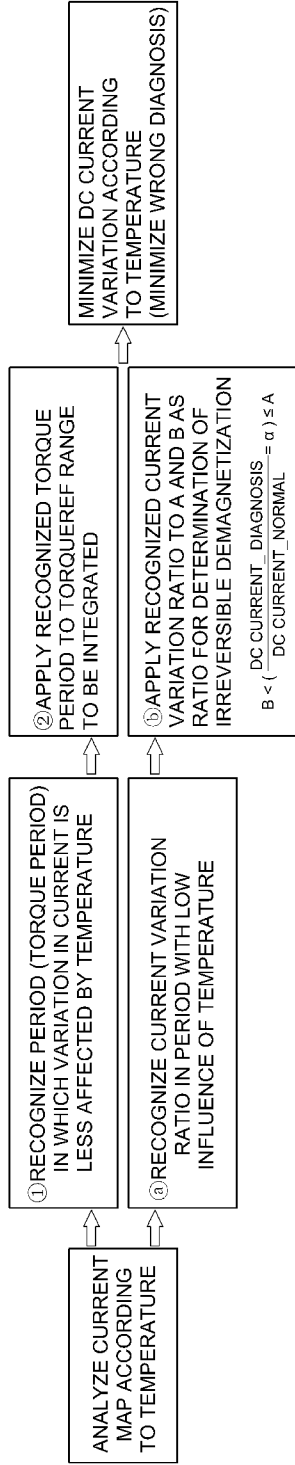 ANALYZE CURRENT
MAP ACCORDING
TO TEMPERATURE
①RECOGNIZE PERIOD (TORQUE PERIOD)
IN WHICH VARIATION IN CURRENT IS
LESS AFFECTED BY TEMPERATURE
②APPLY RECOGNIZED TORQUE
PERIOD TO TORQUEREF RANGE
TO BE INTEGRATED
ⓐRECOGNIZE CURRENT VARIATION
RATIO IN PERIOD WITH LOW
INFLUENCE OF TEMPERATURE
ⓑAPPLY RECOGNIZED CURRENT
VARIATION RATIO TO A AND B AS
RATIO FOR DETERMINATION OF
IRREVERSIBLE DEMAGNETIZATION
DC CURRENT_ DIAGNOSIS
B < ( = α ) ≤ A
DC CURRENT_NORMAL
MINIMIZE DC CURRENT
VARIATION ACCORDING
TO TEMPERATURE
(MINIMIZE WRONG DIAGNOSIS)